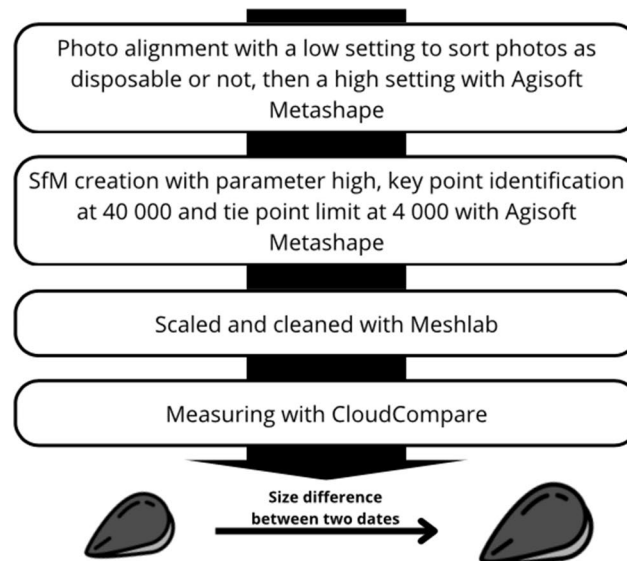 Photo alignment with a low setting to sort photos as
disposable or not, then a high setting with Agisoft
Metashape
SfM creation with parameter high, key point identification
at 40 000 and tie point limit at 4 000 with Agisoft
Metashape
Scaled and cleaned with Meshlab
Measuring with CloudCompare
Size difference
between two dates